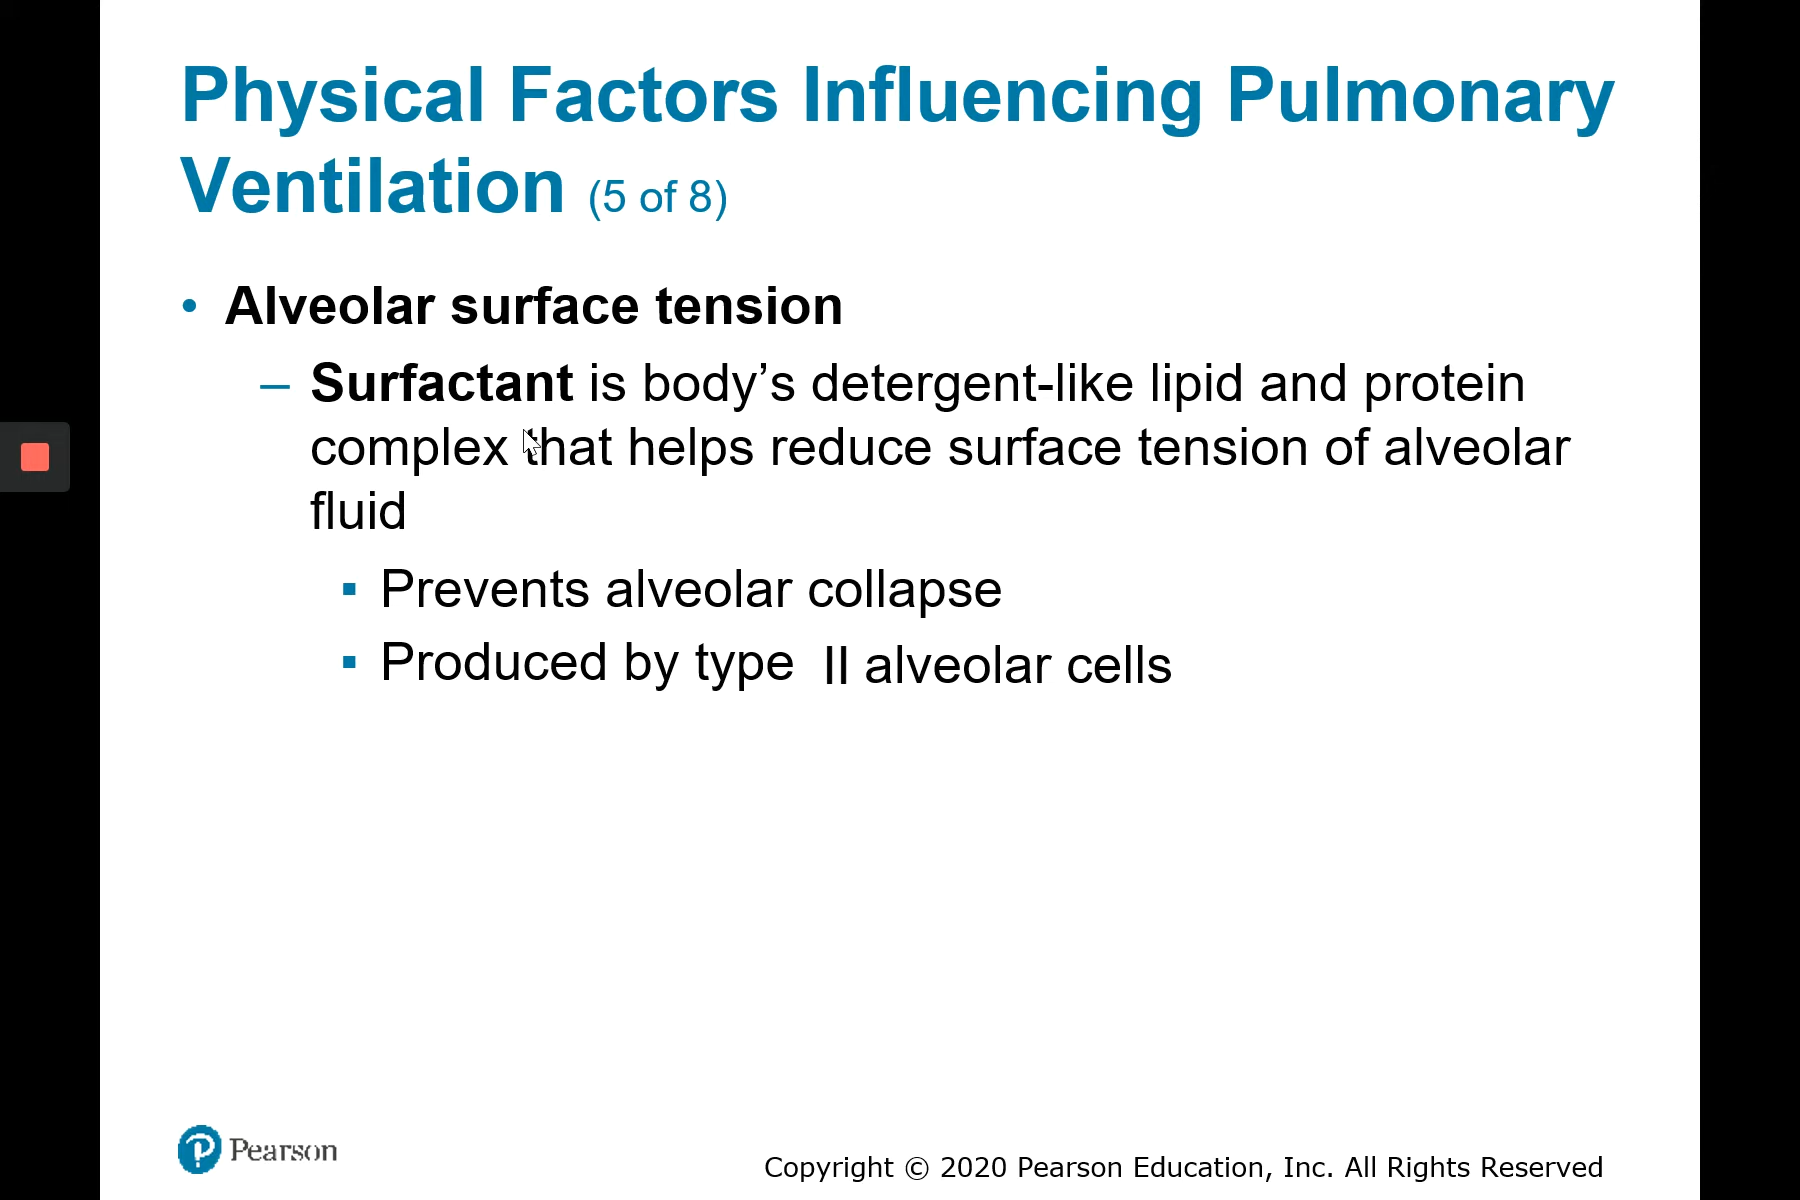 Physical Factors Influencing Pulmonary
Ventilation (5 of 8)
• Alveolar surface tension
– Surfactant is body’s detergent-like lipid and protein
complex that helps reduce surface tension of alveolar
fluid
▪ Prevents alveolar collapse
▪ Produced by type II alveolar cells
Pearson
Copyright © 2020 Pearson Education, Inc. All Rights Reserved